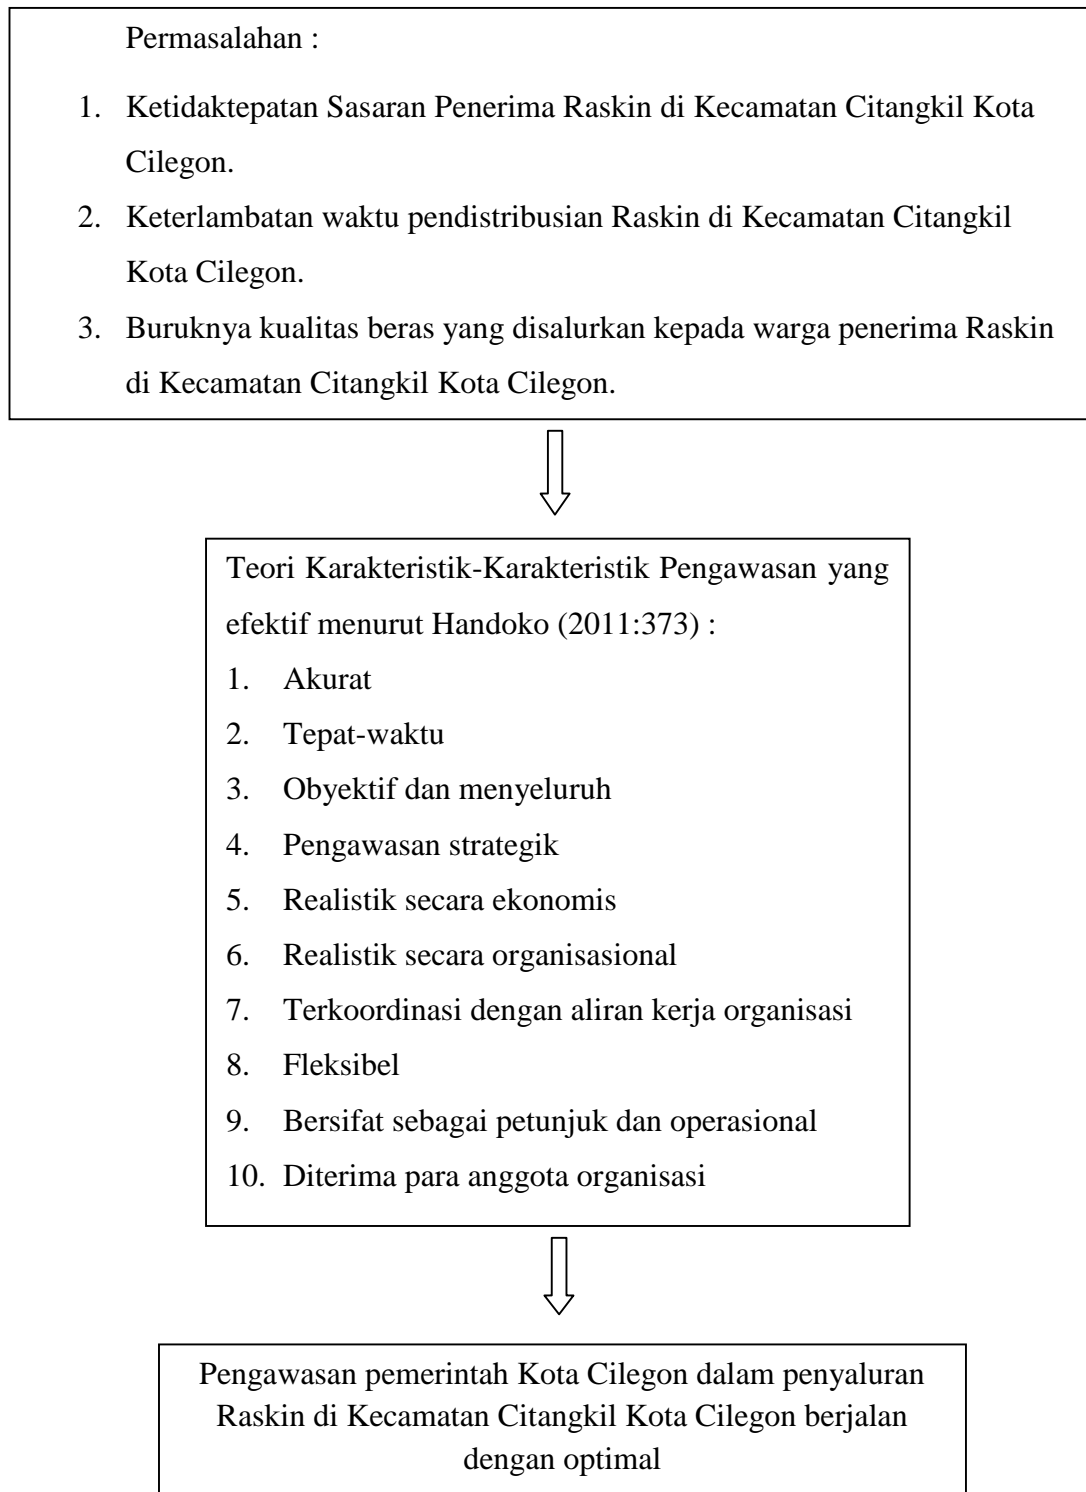 Permasalahan :
1. Ketidaktepatan Sasaran Penerima Raskin di Kecamatan Citangkil Kota
Cilegon.
2. Keterlambatan waktu pendistribusian Raskin di Kecamatan Citangkil
Kota Cilegon.
3. Buruknya kualitas beras yang disalurkan kepada warga penerima Raskin
di Kecamatan Citangkil Kota Cilegon.
Teori Karakteristik-Karakteristik Pengawasan yang
efektif menurut Handoko (2011:373) :
1. Akurat
2. Tepat-waktu
3. Obyektif dan menyeluruh
4. Pengawasan strategik
5. Realistik secara ekonomis
6. Realistik secara organisasional
7. Terkoordinasi dengan aliran kerja organisasi
8. Fleksibel
9. Bersifat sebagai petunjuk dan operasional
10. Diterima para anggota organisasi
Pengawasan pemerintah Kota Cilegon dalam penyaluran
Raskin di Kecamatan Citangkil Kota Cilegon berjalan
dengan optimal